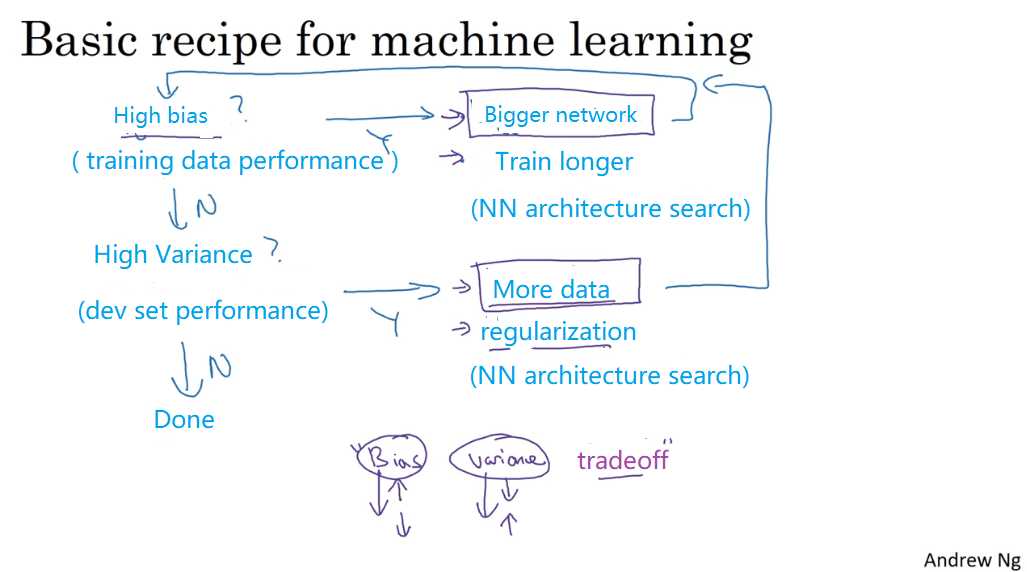 Basic recipe for machine learning
High bias ? Y Bigger network
( training data performance ) Train longer
N (NN architecture search)
High Variance ?
(dev set performance) Y More data
regularization
N (NN architecture search)
Done
"Bias Variance tradeoff"
Andrew Ng